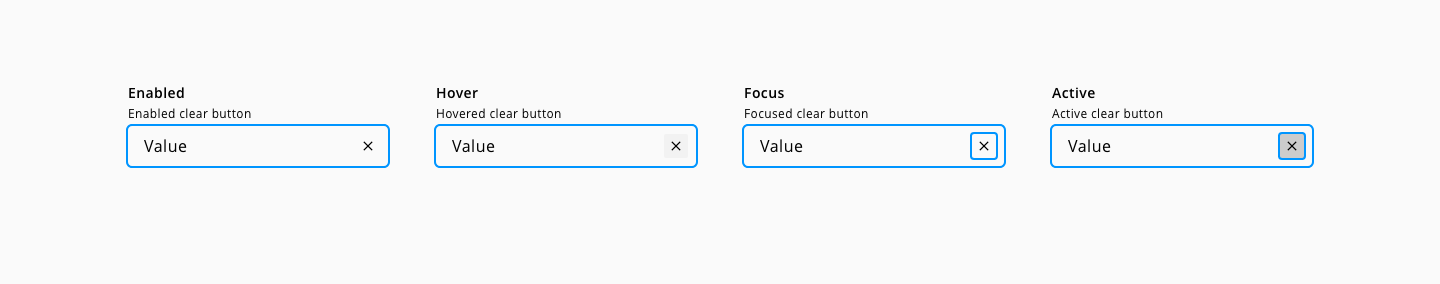 Enabled
Enabled clear button
Value
Hover
Hovered clear button
Value
Focus
Focused clear button
Value
Active
Active clear button
Value